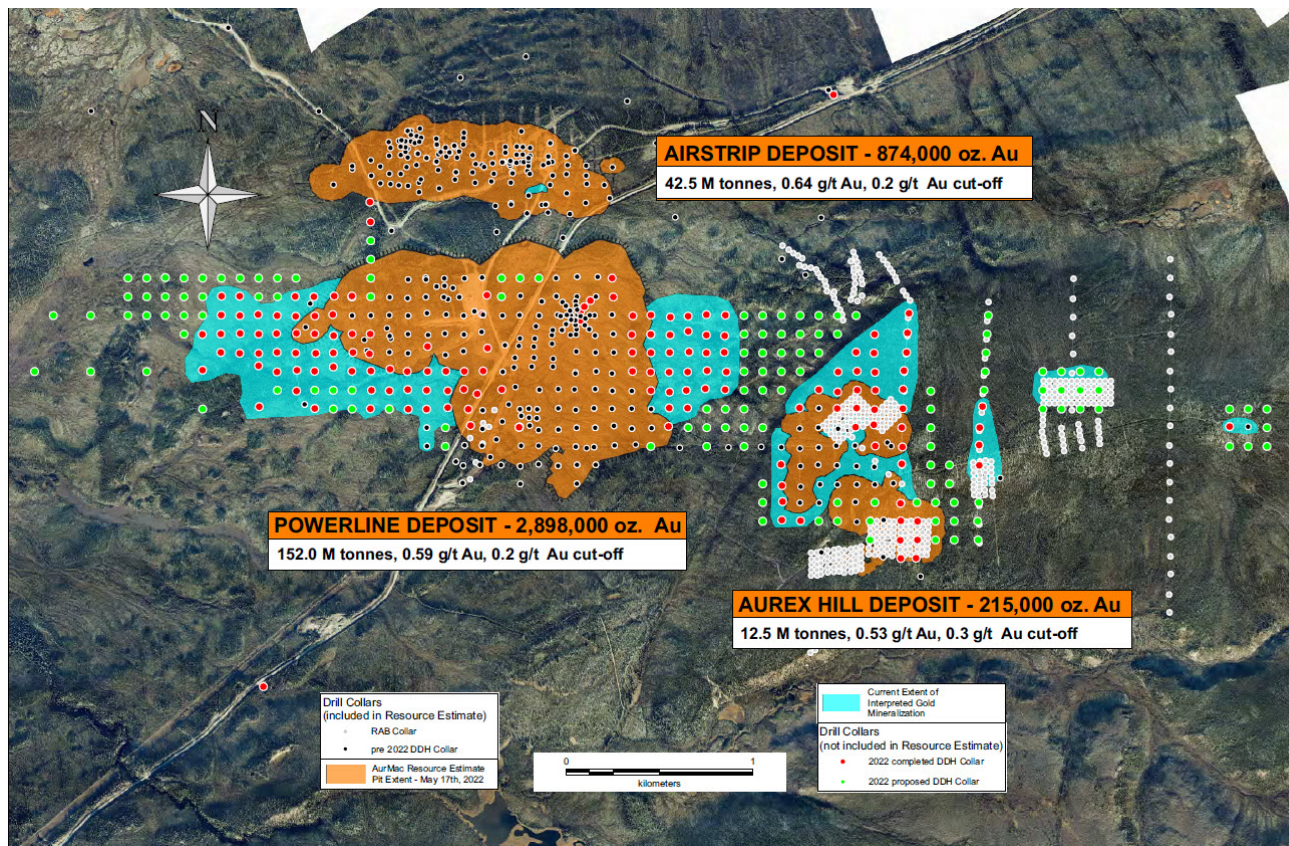 N
AIRSTRIP DEPOSIT - 874,000 oz. Au
42.5 M tonnes, 0.64 g/t Au, 0.2 g/t Au cut-off
POWERLINE DEPOSIT - 2,898,000 oz. Au
152.0 M tonnes, 0.59 g/t Au, 0.2 g/t Au cut-off
AUREX HILL DEPOSIT - 215,000 oz. Au
12.5 M tonnes, 0.53 g/t Au, 0.3 g/t Au cut-off
Drill Collars
(included in Resource Estimate)
RAB Collar
pre 2022 DDH Collar
AurMac Resource Estimate
Pit Extent - May 17th, 2022
0 1
kilometers
Current Extent of
Interpreted Gold
Mineralization
Drill Collars
(not included in Resource Estimate)
2022 completed DDH Collar
2022 proposed DDH Collar